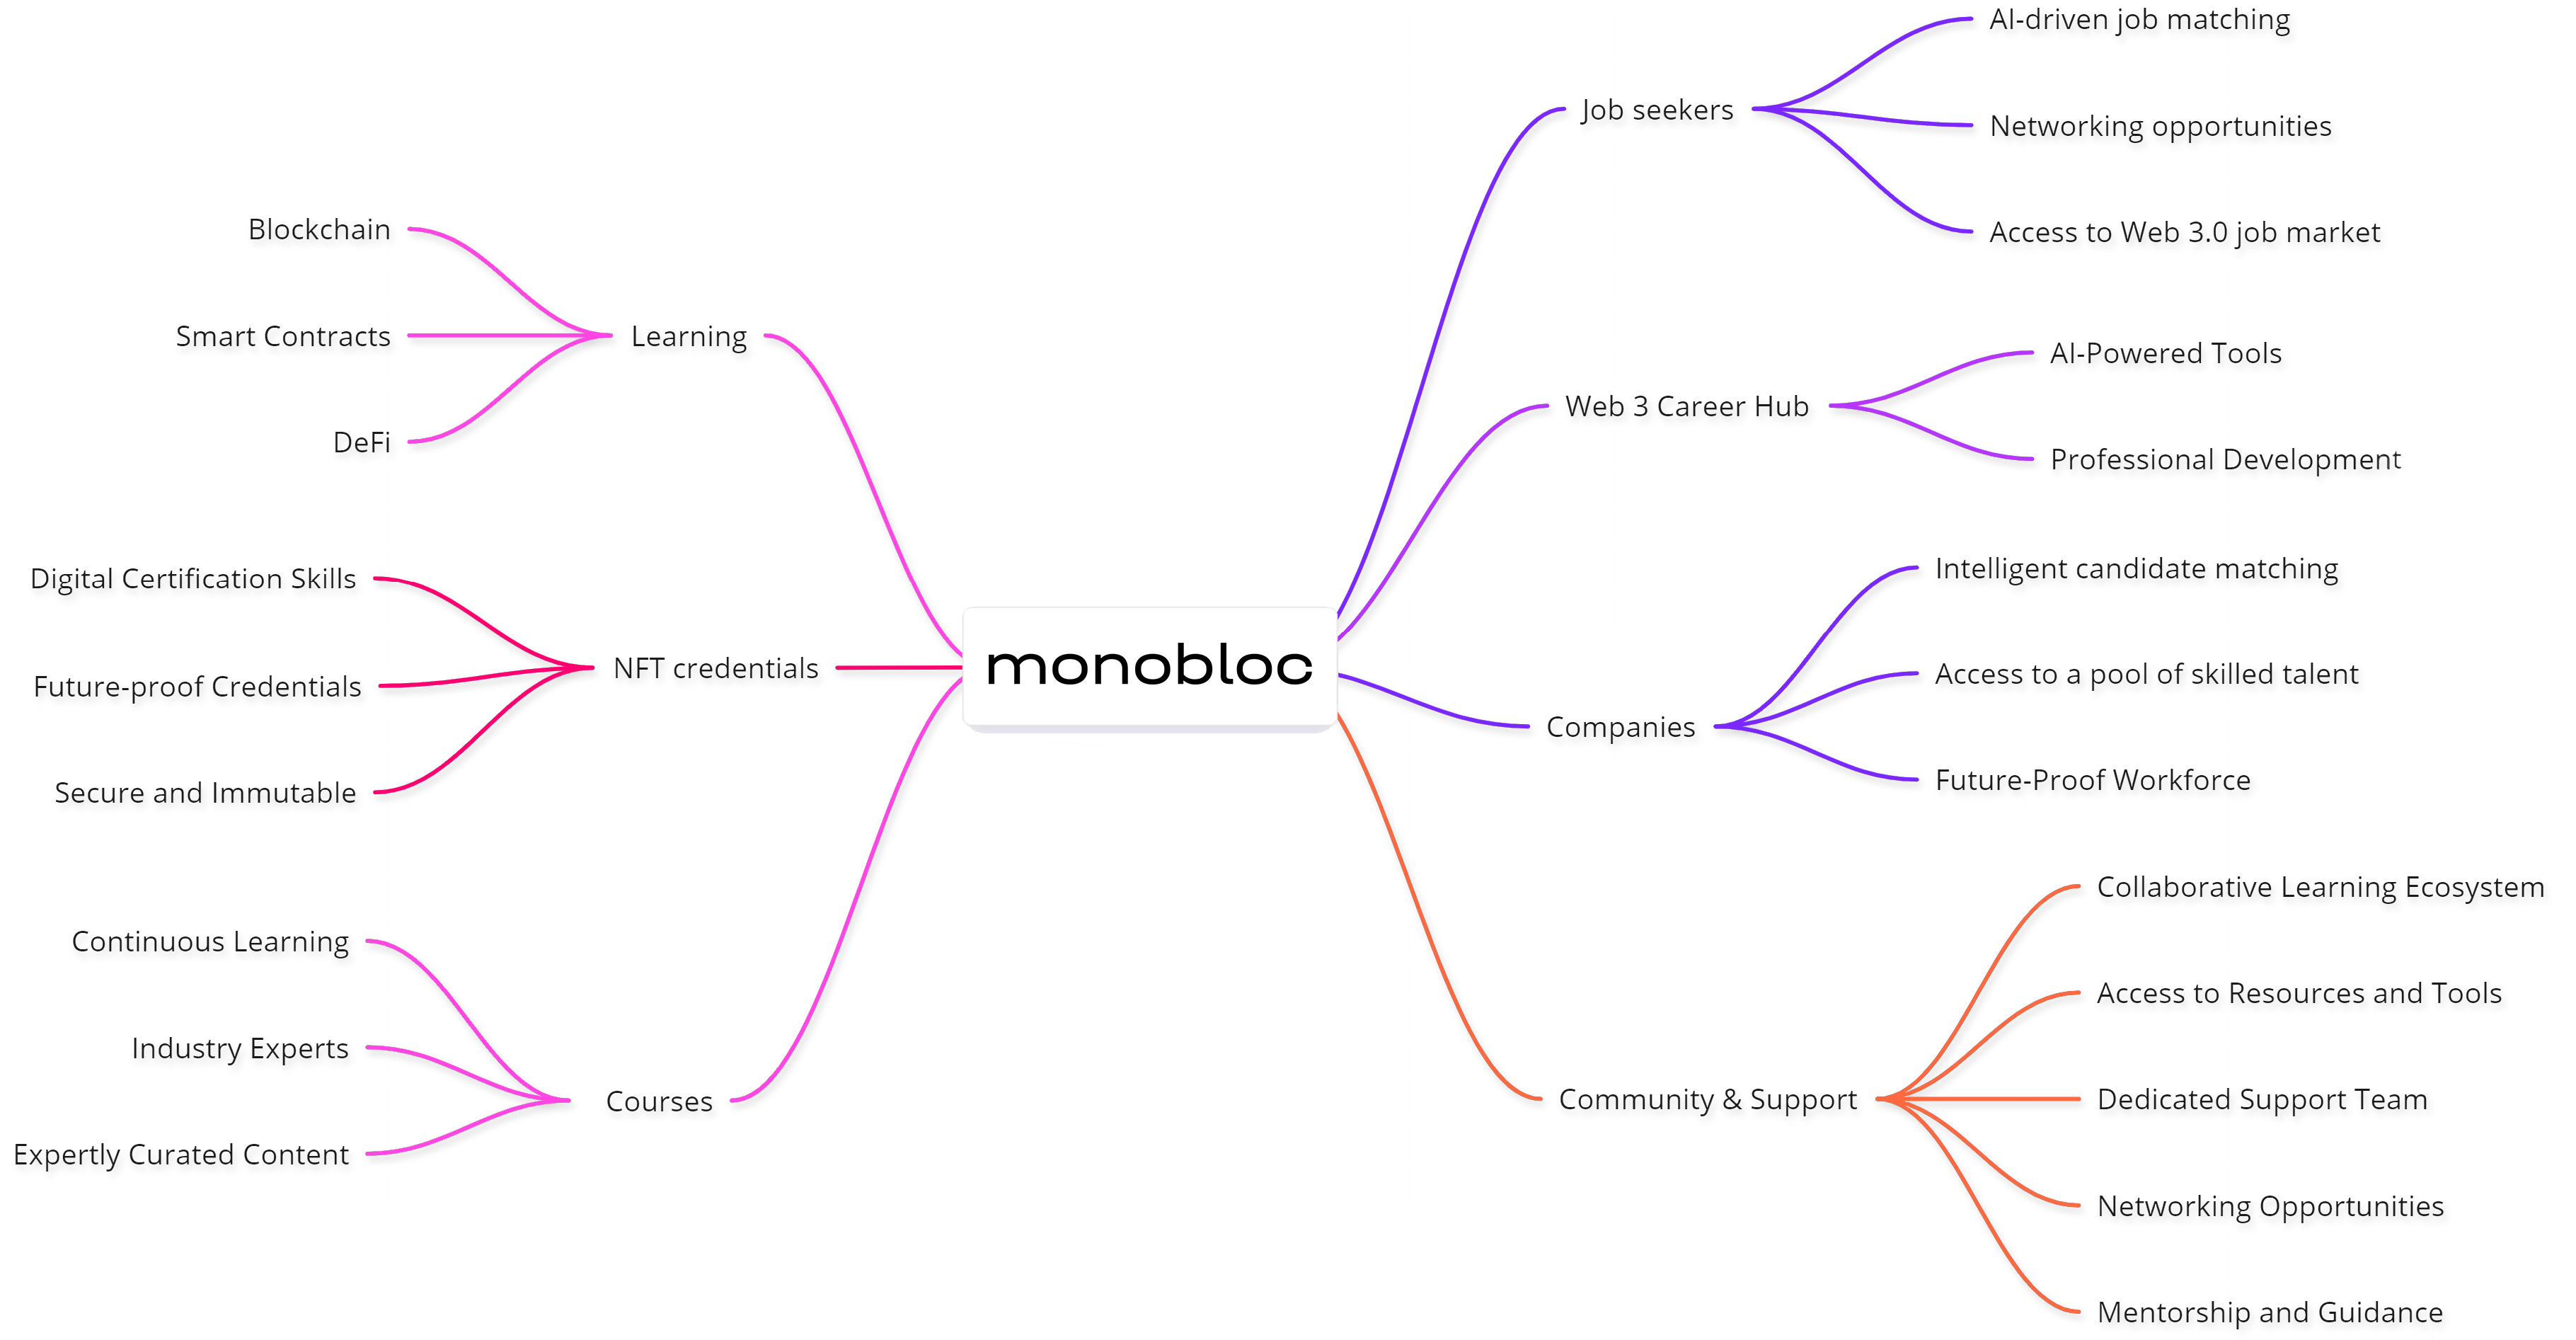 AI-driven job matching
Job seekers
Networking opportunities
Access to Web 3.0 job market
Web 3 Career Hub
AI-Powered Tools
Professional Development
Intelligent candidate matching
Companies
Access to a pool of skilled talent
Future-Proof Workforce
Community & Support
Collaborative Learning Ecosystem
Access to Resources and Tools
Dedicated Support Team
Networking Opportunities
Mentorship and Guidance
monobloc
Learning
Blockchain
Smart Contracts
DeFi
NFT credentials
Digital Certification Skills
Future-proof Credentials
Secure and Immutable
Courses
Continuous Learning
Industry Experts
Expertly Curated Content